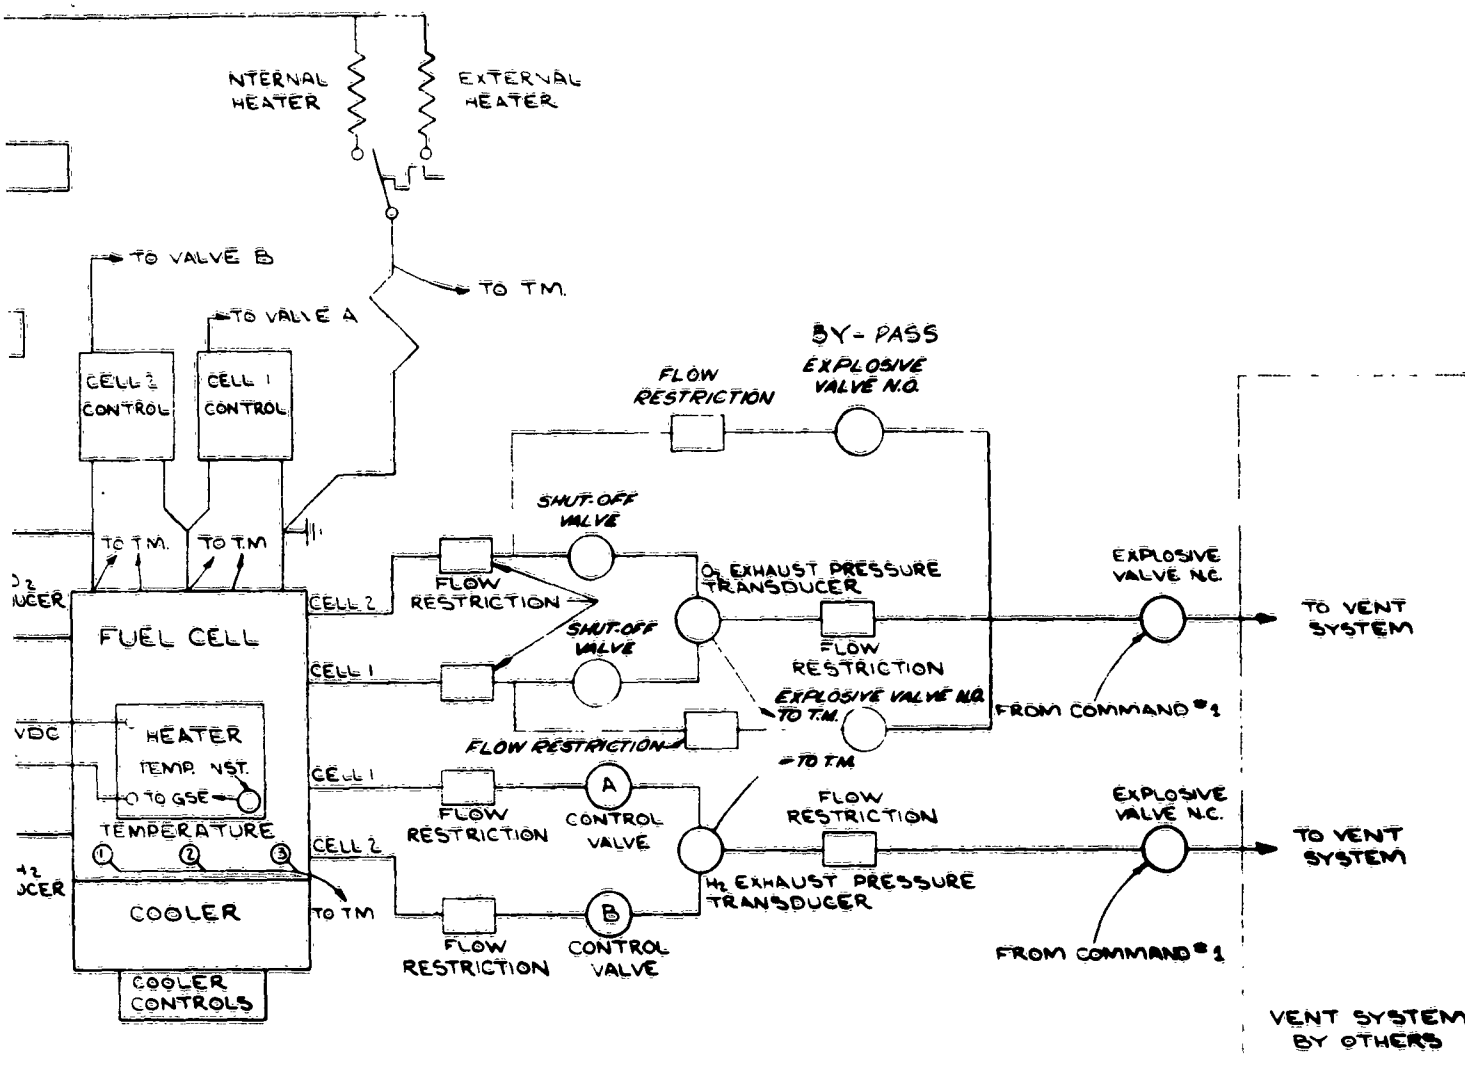 NTERNAL
HEATER
EXTERNAL
HEATER
TO VALVE B
TO T.M.
TO VALVE A
CELL 2
CONTROL
CELL 1
CONTROL
BY-PASS
EXPLOSIVE
VALVE N.O.
FLOW
RESTRICTION
SHUT-OFF
VALVE
TO T.M.
TO T.M
FLOW
RESTRICTION
O2 EXHAUST PRESSURE
TRANSDUCER
EXPLOSIVE
VALVE N.C.
2
UCER
CELL 2
FUEL CELL
SHUT-OFF
VALVE
TO VENT
SYSTEM
FLOW
RESTRICTION
CELL 1
EXPLOSIVE VALVE N.O.
TO T.M.
FROM COMMAND #1
VDC
HEATER
FLOW RESTRICTION
TO T.M.
TEMP. NST.
TO GSE
CELL 1
A
CONTROL
VALVE
FLOW
RESTRICTION
FLOW
RESTRICTION
EXPLOSIVE
VALVE N.C.
TEMPERATURE
1 2 3
CELL 2
TO VENT
SYSTEM
H2
UCER
H2 EXHAUST PRESSURE
TRANSDUCER
COOLER
TO TM
B
CONTROL
VALVE
FLOW
RESTRICTION
FROM COMMAND #1
COOLER
CONTROLS
VENT SYSTEM
BY OTHERS